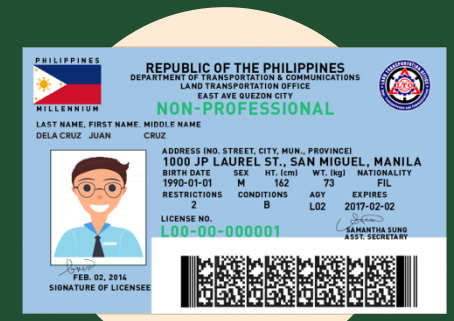 PHILIPPINES
MILLENNIUM
REPUBLIC OF THE PHILIPPINES
DEPARTMENT OF TRANSPORTATION & COMMUNICATIONS
LAND TRANSPORTATION OFFICE
EAST AVE QUEZON CITY
NON-PROFESSIONAL
LTO
LAST NAME, FIRST NAME, MIDDLE NAME
DELA CRUZ JUAN CRUZ
ADDRESS (NO. STREET, CITY, MUN., PROVINCE)
1000 JP LAUREL ST., SAN MIGUEL, MANILA
BIRTH DATE SEX HT. (cm) WT. (kg) NATIONALITY
1990-01-01 M 162 73 FIL
RESTRICTIONS CONDITIONS AGY EXPIRES
2 B L02 2017-02-02
LICENSE NO.
L00-00-000001
SAMANTHA SUNG
ASST. SECRETARY
FEB. 02, 2014
SIGNATURE OF LICENSEE